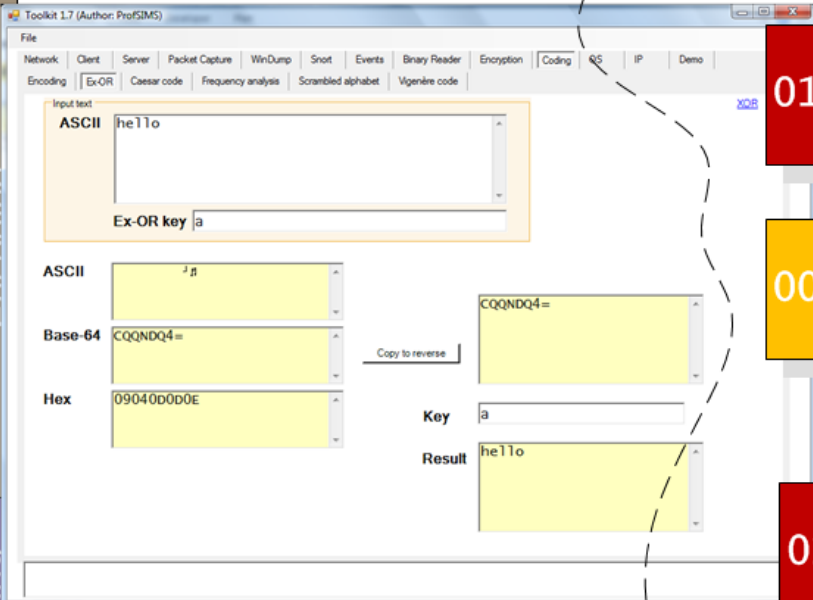 Toolkit 1.7 (Author: ProfSIMS)
File
Network Client Server Packet Capture WinDump Snort Events Binary Reader Encryption Coding OS IP Demo
Encoding Ex-OR Caesar code Frequency analysis Scrambled alphabet Vigenère code
Input text
XOR
ASCII hello
Ex-OR key a
ASCII ┘♫
Base-64 CQQNDQ4=
Copy to reverse
CQQNDQ4=
Hex 09040D0D0E
Key a
Result hello
01
00
0